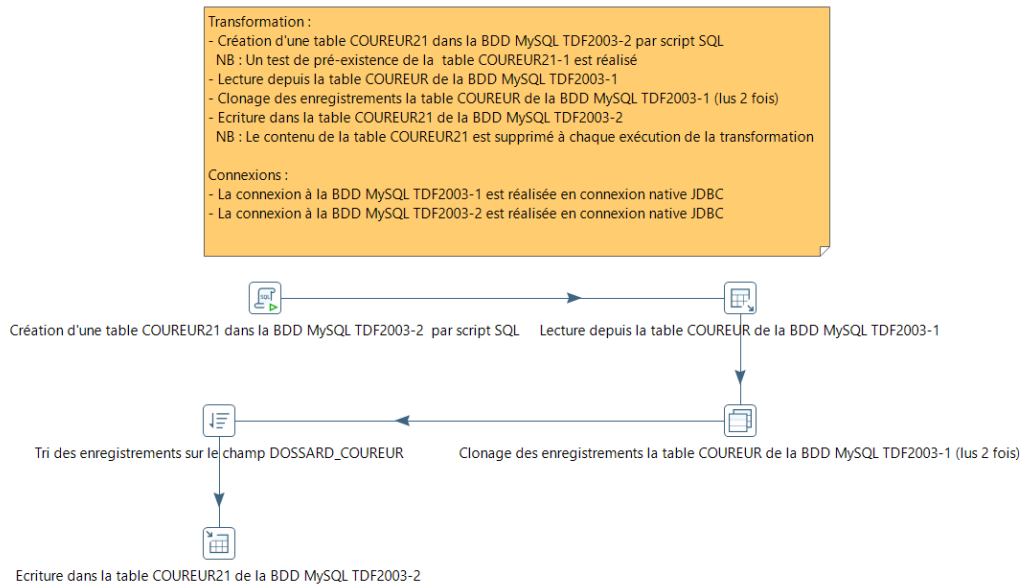 Transformation :
- Création d'une table COUREUR21 dans la BDD MySQL TDF2003-2 par script SQL
NB : Un test de pré-existence de la  table COUREUR21-1 est réalisé
- Lecture depuis la table COUREUR de la BDD MySQL TDF2003-1
- Clonage des enregistrements la table COUREUR de la BDD MySQL TDF2003-1 (lus 2 fois)
- Ecriture dans la table COUREUR21 de la BDD MySQL TDF2003-2
NB : Le contenu de la table COUREUR21 est supprimé à chaque exécution de la transformation
Connexions :
- La connexion à la BDD MySQL TDF2003-1 est réalisée en connexion native JDBC
- La connexion à la BDD MySQL TDF2003-2 est réalisée en connexion native JDBC
SQL
Création d'une table COUREUR21 dans la BDD MySQL TDF2003-2  par script SQL
Lecture depuis la table COUREUR de la BDD MySQL TDF2003-1
Tri des enregistrements sur le champ DOSSARD_COUREUR
Clonage des enregistrements la table COUREUR de la BDD MySQL TDF2003-1 (lus 2 fois)
Ecriture dans la table COUREUR21 de la BDD MySQL TDF2003-2